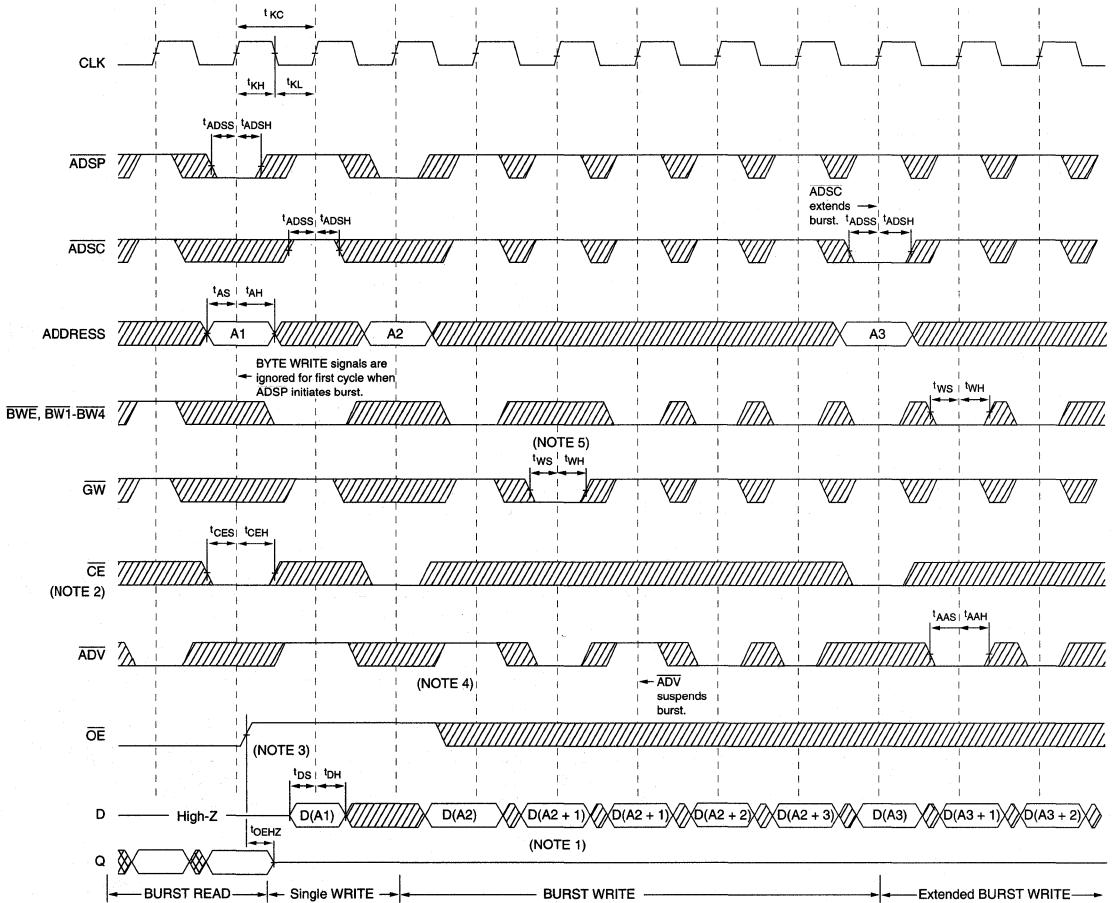 t KC
CLK
tKH tKL
tADSS tADSH
ADSP
ADSC
extends
burst.
tADSS tADSH
tADSS tADSH
ADSC
tAS tAH
ADDRESS A1 A2 A3
BYTE WRITE signals are
ignored for first cycle when
ADSP initiates burst.
tWS tWH
BWE, BW1-BW4
(NOTE 5)
tWS tWH
GW
tCES tCEH
CE
(NOTE 2)
tAAS tAAH
ADV
(NOTE 4)
ADV
suspends
burst.
OE
(NOTE 3)
tDS tDH
D High-Z D(A1) D(A2) D(A2 + 1) D(A2 + 1) D(A2 + 2) D(A2 + 3) D(A3) D(A3 + 1) D(A3 + 2)
tOEHZ
(NOTE 1)
Q
BURST READ Single WRITE BURST WRITE Extended BURST WRITE